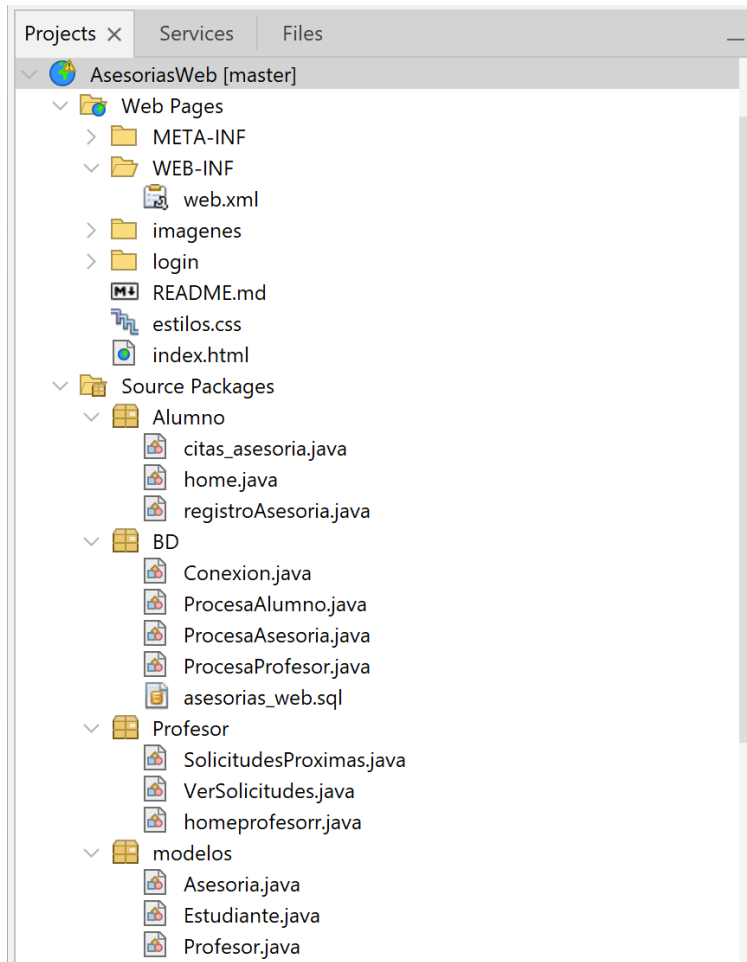 Projects × Services Files
AsesoriasWeb [master]
Web Pages
META-INF
WEB-INF
web.xml
imagenes
login
README.md
estilos.css
index.html
Source Packages
Alumno
citas_asesoria.java
home.java
registroAsesoria.java
BD
Conexion.java
ProcesaAlumno.java
ProcesaAsesoria.java
ProcesaProfesor.java
asesorias_web.sql
Profesor
SolicitudesProximas.java
VerSolicitudes.java
homeprofesorr.java
modelos
Asesoria.java
Estudiante.java
Profesor.java